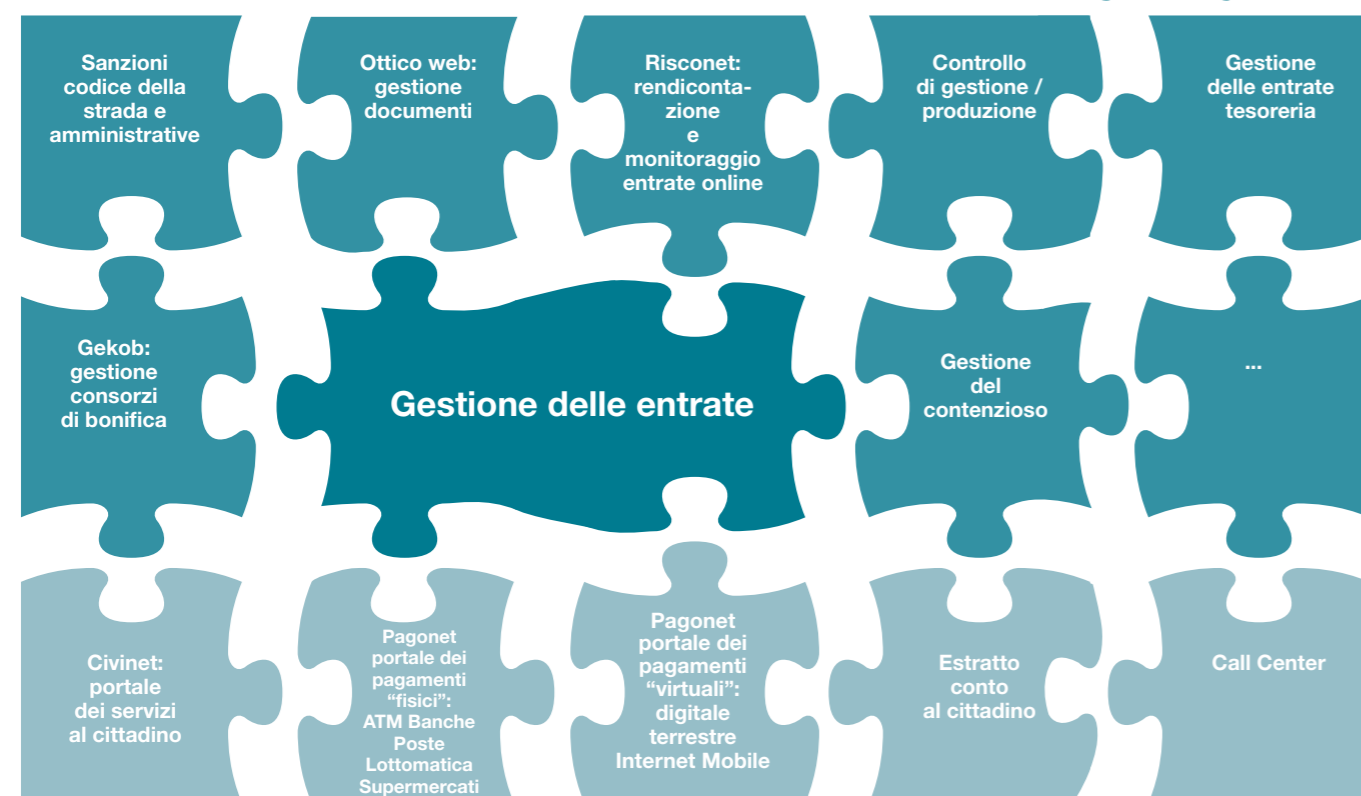 Sanzioni
codice della
strada e
amministrative
Ottico web:
gestione
documenti
Risconet:
rendiconta-
zione
e
monitoraggio
entrate online
Controllo
di gestione /
produzione
Gestione
delle entrate
tesoreria
Gekob:
gestione
consorzi
di bonifica
Gestione delle entrate
Gestione
del
contenzioso
...
Civinet:
portale
dei servizi
al cittadino
Pagonet
portale dei
pagamenti
“fisici”:
ATM Banche
Poste
Lottomatica
Supermercati
Pagonet
portale dei
pagamenti
“virtuali”:
digitale
terrestre
Internet Mobile
Estratto
conto
al cittadino
Call Center